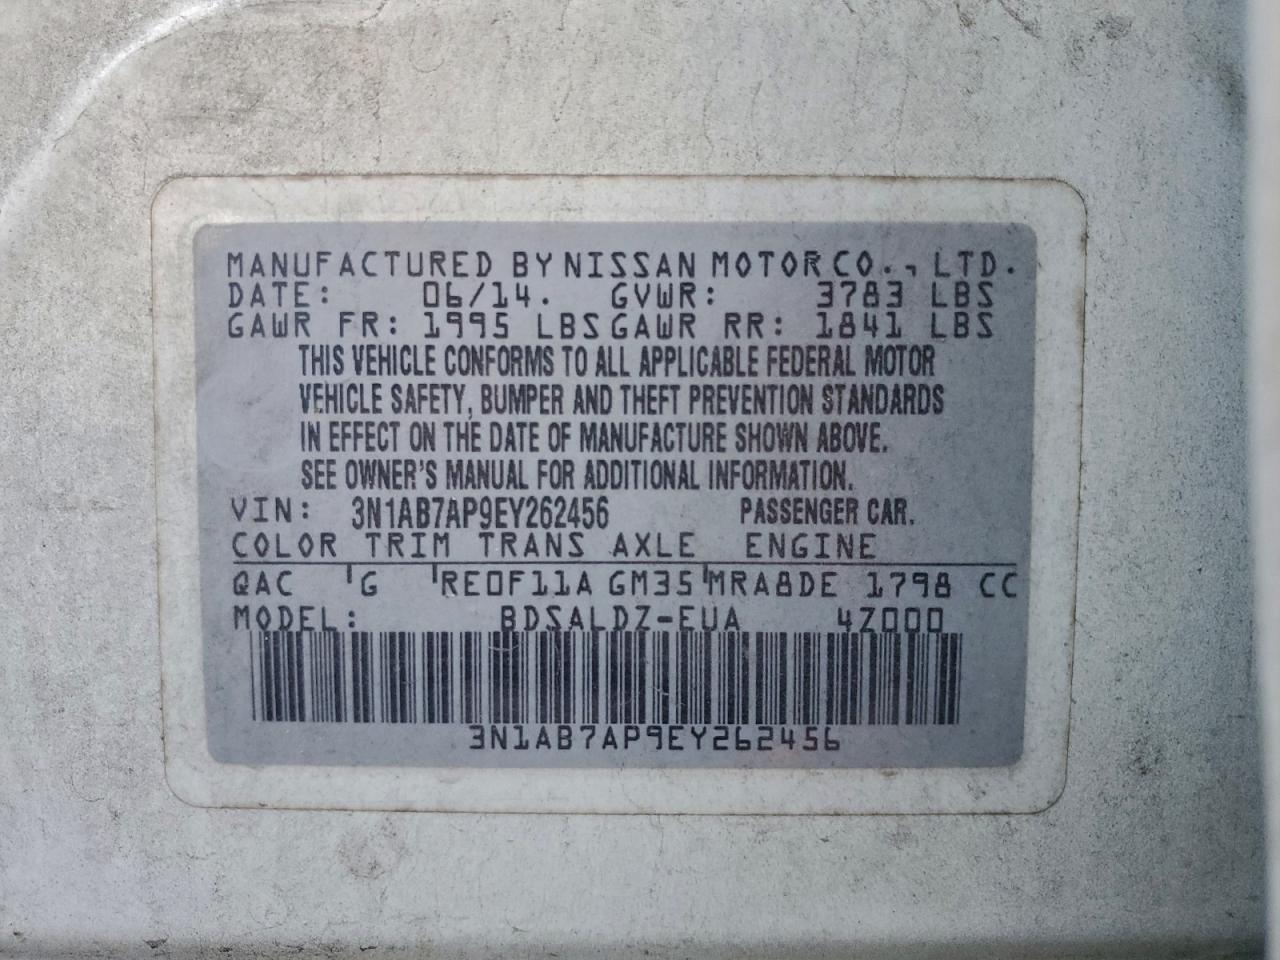 MANUFACTURED BY NISSAN MOTOR CO., LTD.
DATE: 06/14. GVWR: 3783 LBS
GAWR FR: 1995 LBS GAWR RR: 1841 LBS
THIS VEHICLE CONFORMS TO ALL APPLICABLE FEDERAL MOTOR
VEHICLE SAFETY, BUMPER AND THEFT PREVENTION STANDARDS
IN EFFECT ON THE DATE OF MANUFACTURE SHOWN ABOVE.
SEE OWNER'S MANUAL FOR ADDITIONAL INFORMATION.
VIN: 3N1AB7AP9EY262456 PASSENGER CAR.
COLOR TRIM TRANS AXLE ENGINE
QAC G RE0F11A GM35 MRA8DE 1798 CC
MODEL: BDSALDZ-EUA 4Z000
3N1AB7AP9EY262456